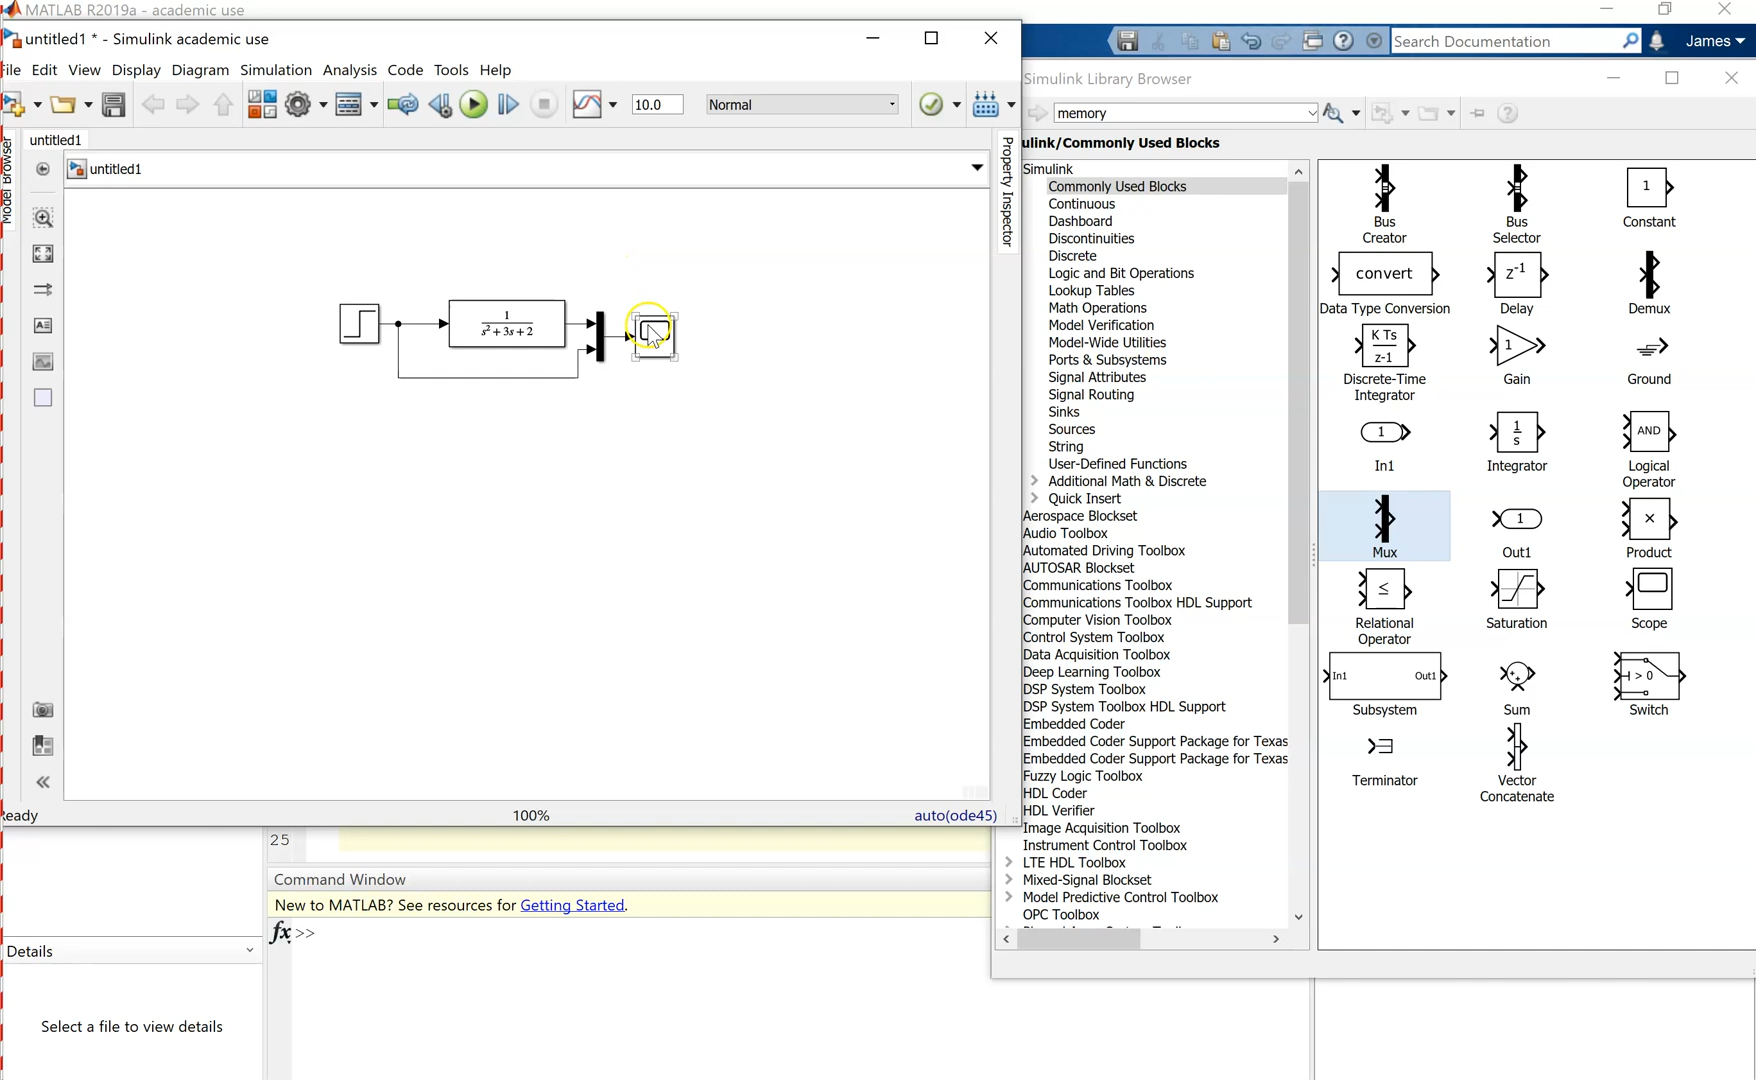 MATLAB R2019a - academic use
untitled1 * - Simulink academic use
Search Documentation
James
ile Edit View Display Diagram Simulation Analysis Code Tools Help
10.0 Normal
Simulink Library Browser
memory
untitled1
untitled1
Model Browser
Property Inspector
1
s² + 3s + 2
ulink/Commonly Used Blocks
Simulink
Commonly Used Blocks
Continuous
Dashboard
Discontinuities
Discrete
Logic and Bit Operations
Lookup Tables
Math Operations
Model Verification
Model-Wide Utilities
Ports & Subsystems
Signal Attributes
Signal Routing
Sinks
Sources
String
User-Defined Functions
Additional Math & Discrete
Quick Insert
Aerospace Blockset
Audio Toolbox
Automated Driving Toolbox
AUTOSAR Blockset
Communications Toolbox
Communications Toolbox HDL Support
Computer Vision Toolbox
Control System Toolbox
Data Acquisition Toolbox
Deep Learning Toolbox
DSP System Toolbox
DSP System Toolbox HDL Support
Embedded Coder
Embedded Coder Support Package for Texas
Embedded Coder Support Package for Texas
Fuzzy Logic Toolbox
HDL Coder
HDL Verifier
Image Acquisition Toolbox
Instrument Control Toolbox
LTE HDL Toolbox
Mixed-Signal Blockset
Model Predictive Control Toolbox
OPC Toolbox
1
Bus Creator
Bus Selector
Constant
convert
z⁻¹
Data Type Conversion
Delay
Demux
K Ts
z-1
1
Discrete-Time Integrator
Gain
Ground
1
1
s
AND
In1
Integrator
Logical Operator
1
×
Mux
Out1
Product
≤
Relational Operator
Saturation
Scope
In1 Out1
++
> 0
Subsystem
Sum
Switch
Terminator
Vector Concatenate
eady
100%
auto(ode45)
25
Command Window
New to MATLAB? See resources for Getting Started.
fx >>
Details
Select a file to view details